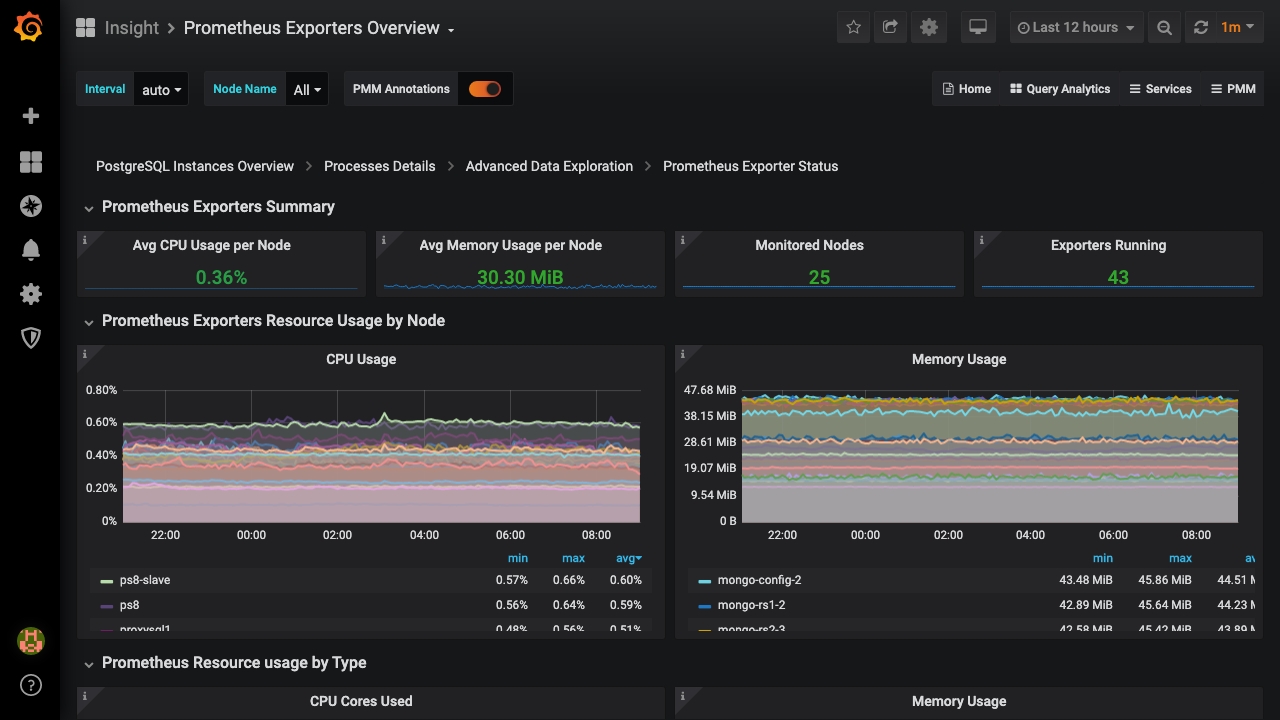 Insight > Prometheus Exporters Overview
Last 12 hours
1m
Interval auto
Node Name All
PMM Annotations
Home
Query Analytics
Services
PMM
PostgreSQL Instances Overview > Processes Details > Advanced Data Exploration > Prometheus Exporter Status
Prometheus Exporters Summary
Avg CPU Usage per Node
0.36%
Avg Memory Usage per Node
30.30 MiB
Monitored Nodes
25
Exporters Running
43
Prometheus Exporters Resource Usage by Node
CPU Usage
0.80%
0.60%
0.40%
0.20%
0%
22:00 00:00 02:00 04:00 06:00 08:00
min max avg
ps8-slave 0.57% 0.66% 0.60%
ps8 0.56% 0.64% 0.59%
proxysql1 0.48% 0.56% 0.51%
Memory Usage
47.68 MiB
38.15 MiB
28.61 MiB
19.07 MiB
9.54 MiB
0 B
22:00 00:00 02:00 04:00 06:00 08:00
min max av
mongo-config-2 43.48 MiB 45.86 MiB 44.51 M
mongo-rs1-2 42.89 MiB 45.64 MiB 44.23 M
mongo-rs2-3 42.58 MiB 45.42 MiB 43.89 M
Prometheus Resource usage by Type
CPU Cores Used
Memory Usage